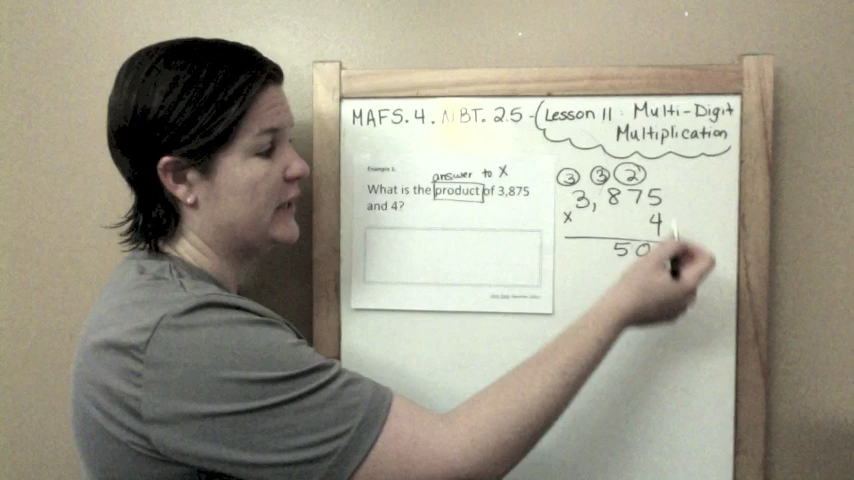 MAFS.4.NBT.2.5 - Lesson 11: Multi-Digit
Multiplication
Example 1:
answer to X
What is the product of 3,875
and 4?
3 3 2
3,875
x 4
50